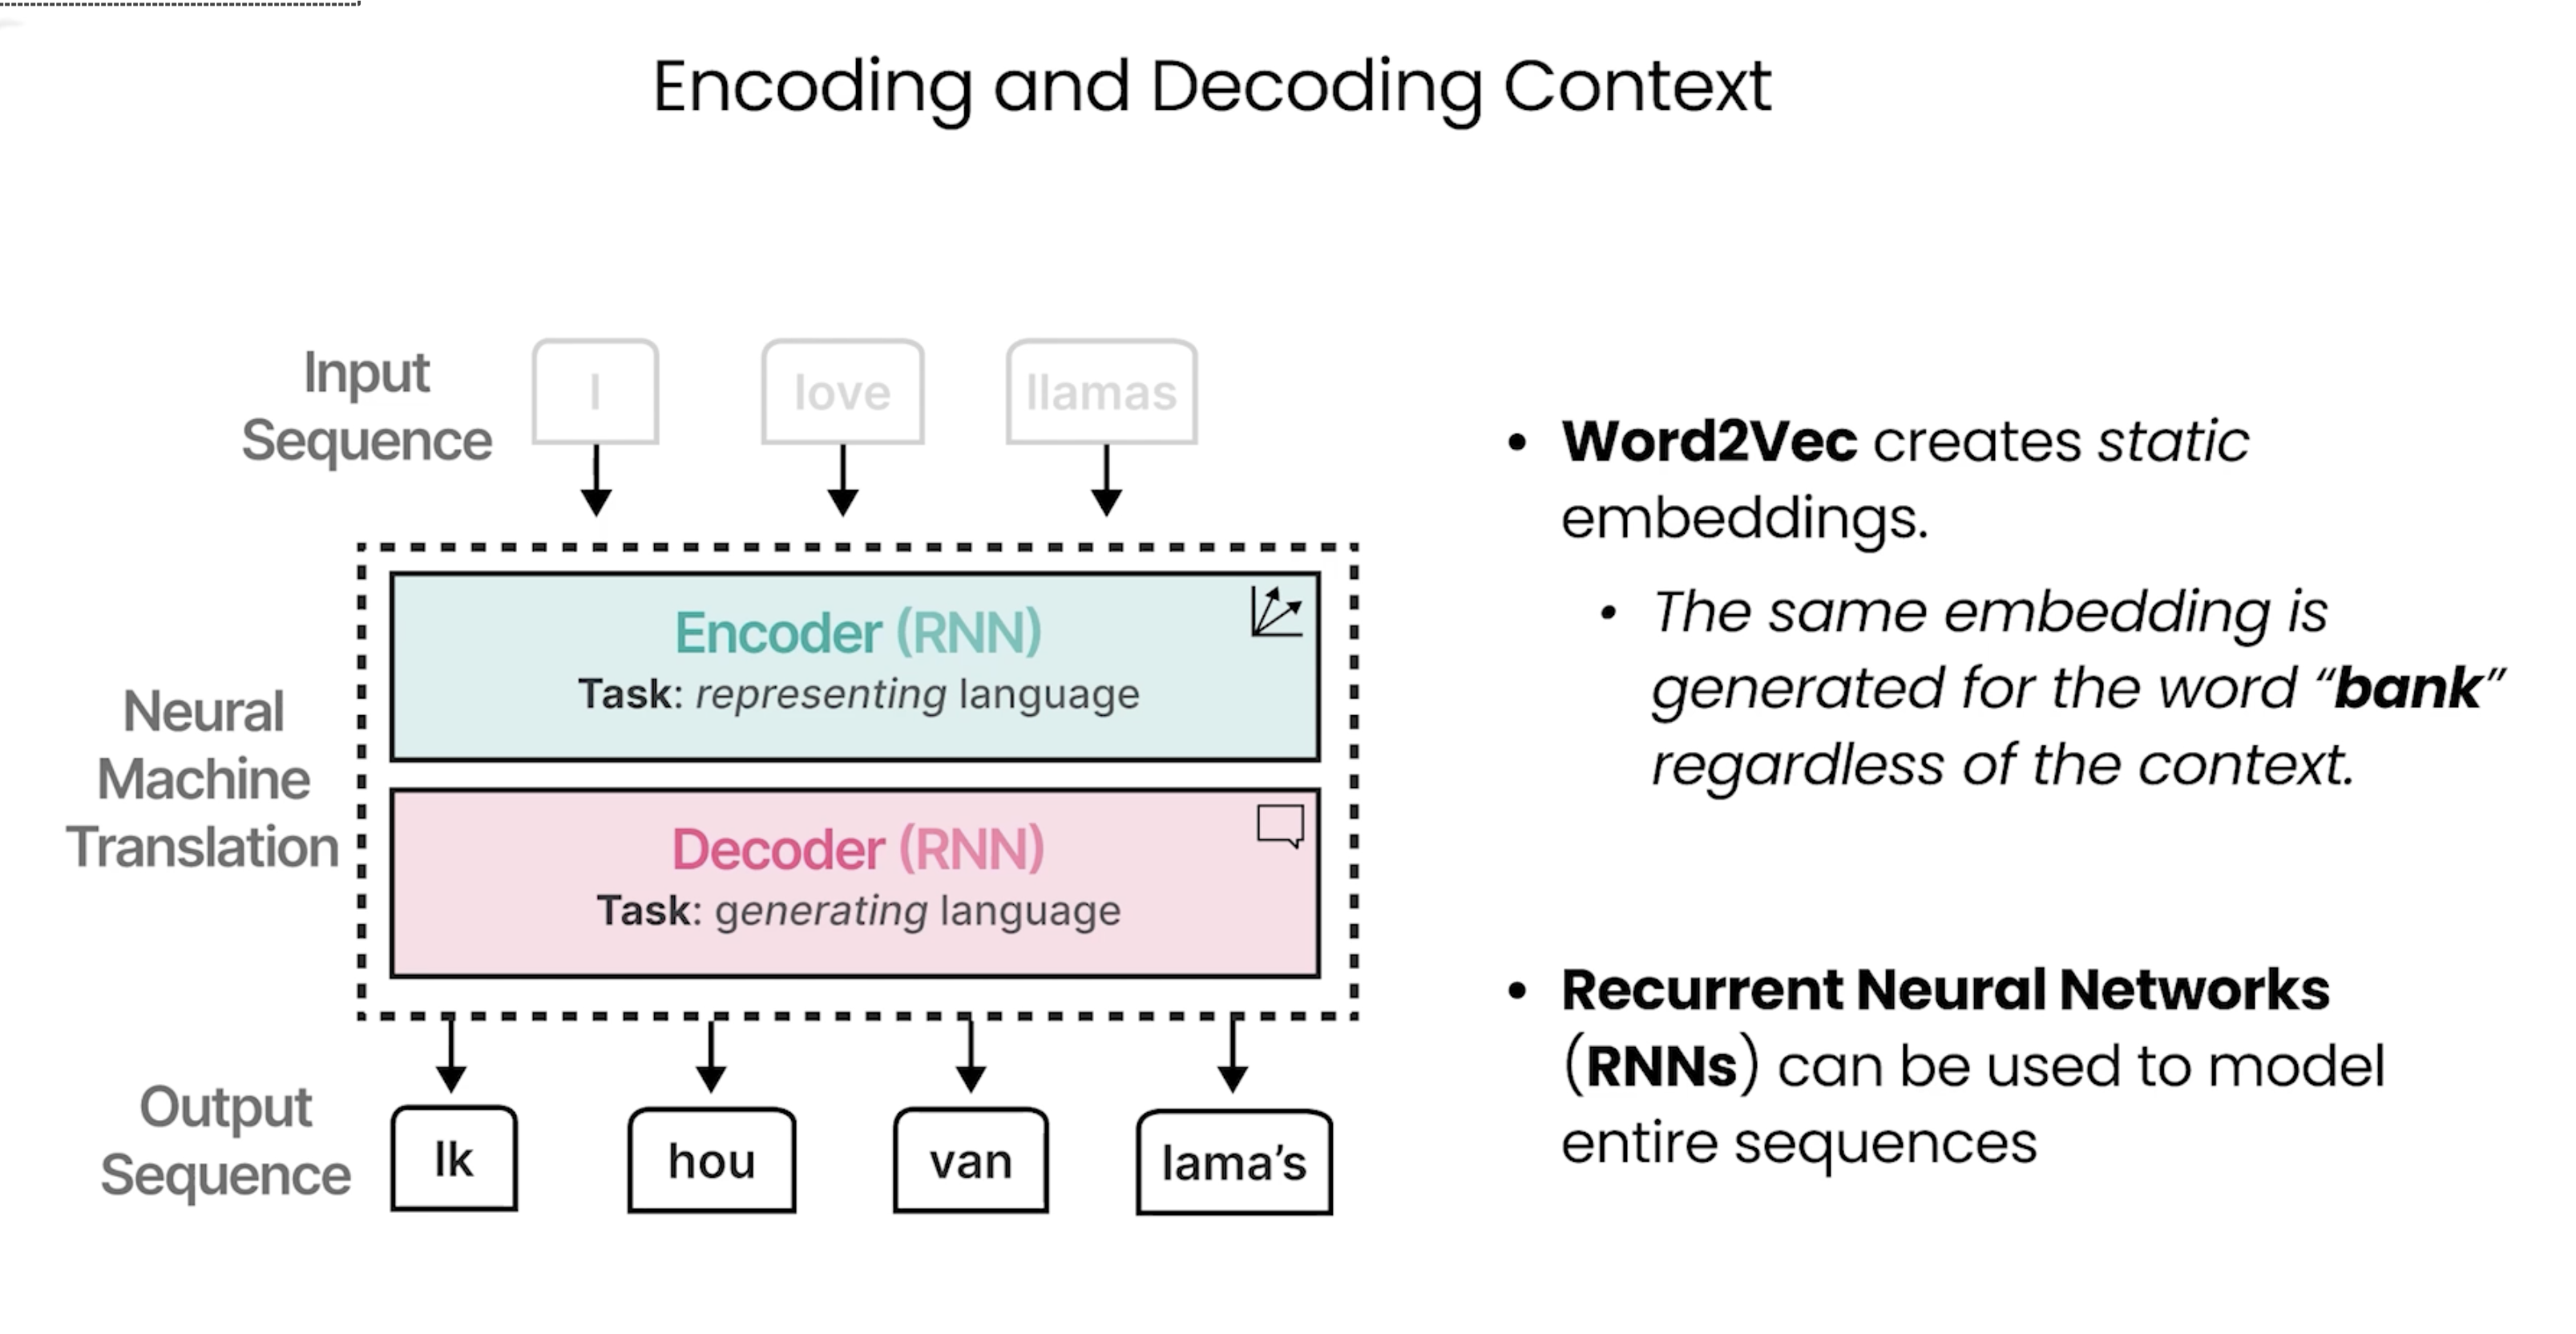 Encoding and Decoding Context
Input
Sequence
I
love
llamas
Neural
Machine
Translation
Encoder (RNN)
Task: representing language
Decoder (RNN)
Task: generating language
Output
Sequence
Ik
hou
van
lama’s
• Word2Vec creates static
embeddings.
• The same embedding is
generated for the word “bank”
regardless of the context.
• Recurrent Neural Networks
(RNNs) can be used to model
entire sequences